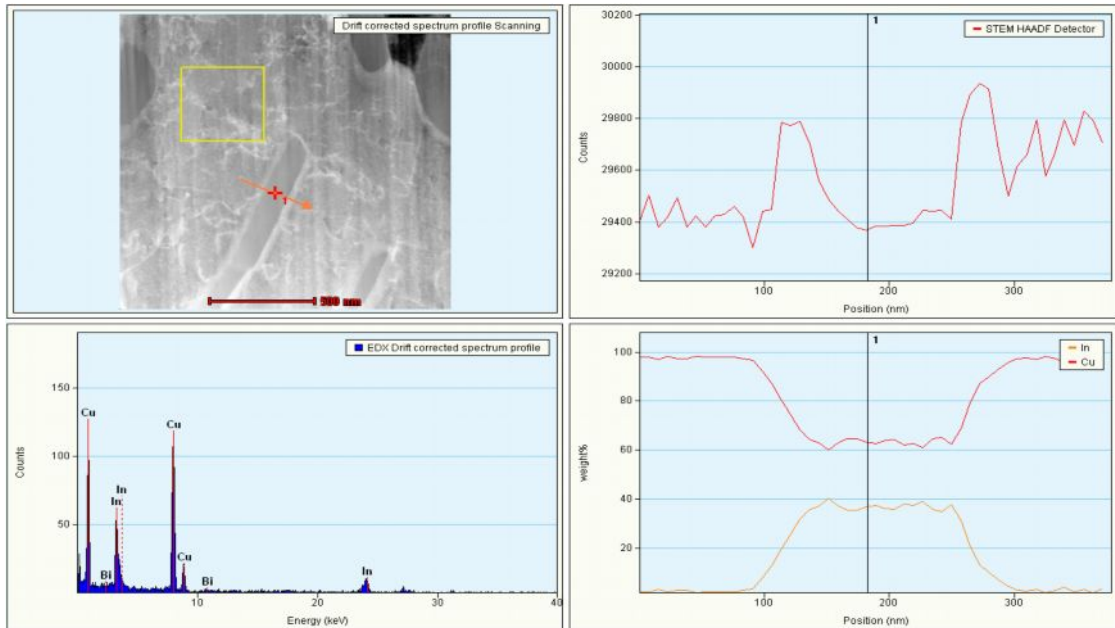 Drift corrected spectrum profile Scanning
1
500 nm
1
STEM HAADF Detector
30200
30000
29800
29600
29400
29200
Counts
100
200
300
Position (nm)
EDX Drift corrected spectrum profile
150
100
50
Counts
Cu
In
In
Bi
Cu
Cu
Bi
In
10
20
30
40
Energy (keV)
1
In
Cu
100
80
60
40
20
weight%
100
200
300
Position (nm)